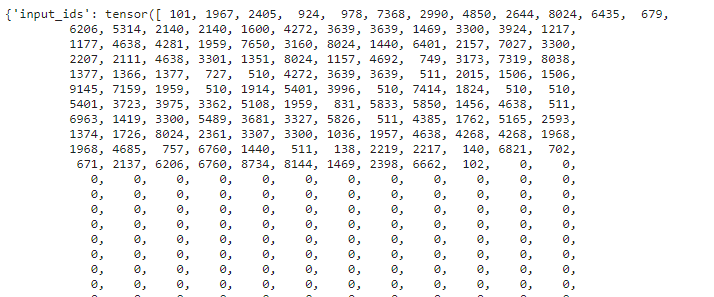 {'input_ids': tensor([ 101, 1967, 2405, 924, 978, 7368, 2990, 4850, 2644, 8024, 6435, 679,
6206, 5314, 2140, 2140, 1600, 4272, 3639, 3639, 1469, 3300, 3924, 1217,
1177, 4638, 4281, 1959, 7650, 3160, 8024, 1440, 6401, 2157, 7027, 3300,
2207, 2111, 4638, 3301, 1351, 8024, 1157, 4692, 749, 3173, 7319, 8038,
1377, 1366, 1377, 727, 510, 4272, 3639, 3639, 511, 2015, 1506, 1506,
9145, 7159, 1959, 510, 1914, 5401, 3996, 510, 7414, 1824, 510, 510,
5401, 3723, 3975, 3362, 5108, 1959, 831, 5833, 5850, 1456, 4638, 511,
6963, 1419, 3300, 5489, 3681, 3327, 5826, 511, 4385, 1762, 5165, 2593,
1374, 1726, 8024, 2361, 3307, 3300, 1036, 1957, 4638, 4268, 4268, 1968,
1968, 4685, 757, 6760, 1440, 511, 138, 2219, 2217, 140, 6821, 702,
671, 2137, 6206, 6760, 8734, 8144, 1469, 2398, 6662, 102, 0, 0,
0, 0, 0, 0, 0, 0, 0, 0, 0, 0, 0, 0,
0, 0, 0, 0, 0, 0, 0, 0, 0, 0, 0, 0,
0, 0, 0, 0, 0, 0, 0, 0, 0, 0, 0, 0,
0, 0, 0, 0, 0, 0, 0, 0, 0, 0, 0, 0,
0, 0, 0, 0, 0, 0, 0, 0, 0, 0, 0, 0,
0, 0, 0, 0, 0, 0, 0, 0, 0, 0, 0, 0,
0, 0, 0, 0, 0, 0, 0, 0, 0, 0, 0, 0,
0, 0, 0, 0, 0, 0, 0, 0, 0, 0, 0, 0,